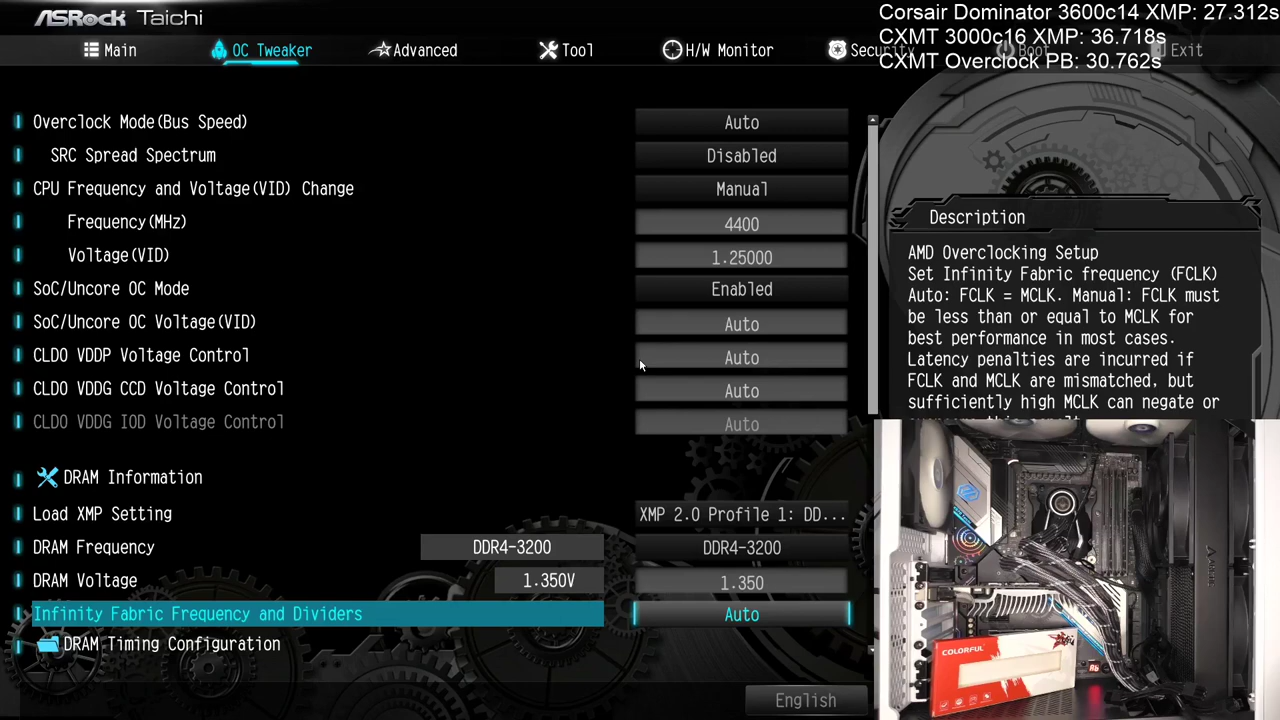 ASRock Taichi
Corsair Dominator 3600c14 XMP: 27.312s
CXMT 3000c16 XMP: 36.718s
CXMT Overclock PB: 30.762s
Main
OC Tweaker
Advanced
Tool
H/W Monitor
Security
Boot
Exit
Overclock Mode(Bus Speed) Auto
SRC Spread Spectrum Disabled
CPU Frequency and Voltage(VID) Change Manual
Frequency(MHz) 4400
Voltage(VID) 1.25000
SoC/Uncore OC Mode Enabled
SoC/Uncore OC Voltage(VID) Auto
CLDO VDDP Voltage Control Auto
CLDO VDDG CCD Voltage Control Auto
CLDO VDDG IOD Voltage Control Auto
DRAM Information
Load XMP Setting XMP 2.0 Profile 1: DD...
DRAM Frequency DDR4-3200 DDR4-3200
DRAM Voltage 1.350V 1.350
Infinity Fabric Frequency and Dividers Auto
DRAM Timing Configuration
English
Description
AMD Overclocking Setup
Set Infinity Fabric frequency (FCLK)
Auto: FCLK = MCLK. Manual: FCLK must
be less than or equal to MCLK for
best performance in most cases.
Latency penalties are incurred if
FCLK and MCLK are mismatched, but
sufficiently high MCLK can negate or
COLORFUL